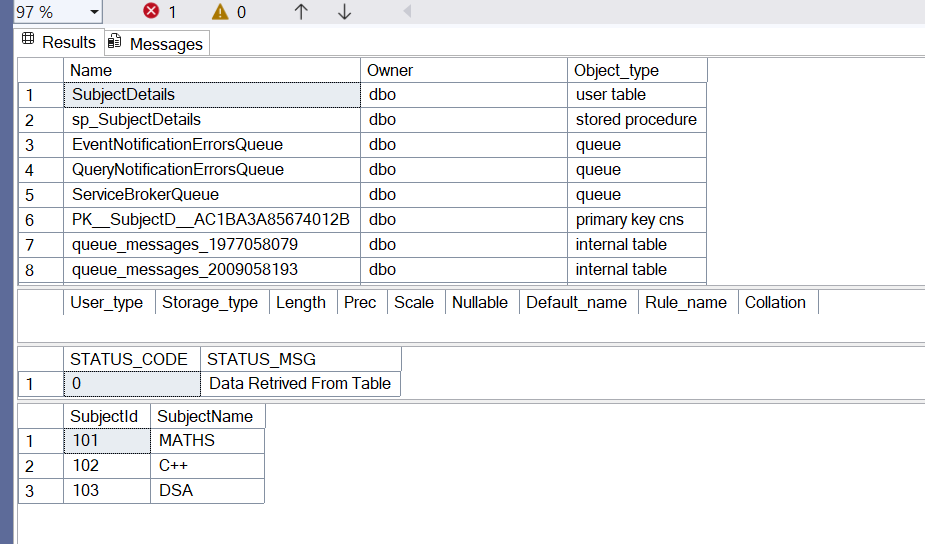 97 % 1 0
Results Messages
Name Owner Object_type
1 SubjectDetails dbo user table
2 sp_SubjectDetails dbo stored procedure
3 EventNotificationErrorsQueue dbo queue
4 QueryNotificationErrorsQueue dbo queue
5 ServiceBrokerQueue dbo queue
6 PK__SubjectD__AC1BA3A85674012B dbo primary key cns
7 queue_messages_1977058079 dbo internal table
8 queue_messages_2009058193 dbo internal table
User_type Storage_type Length Prec Scale Nullable Default_name Rule_name Collation
STATUS_CODE STATUS_MSG
1 0 Data Retrived From Table
SubjectId SubjectName
1 101 MATHS
2 102 C++
3 103 DSA